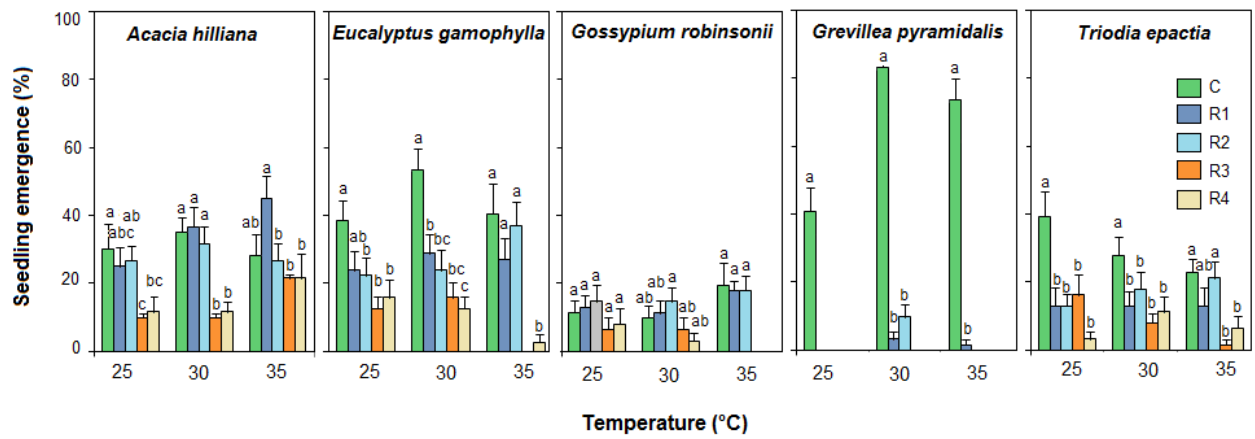 Acacia hilliana
Eucalyptus gamophylla
Gossypium robinsonii
Grevillea pyramidalis
Triodia epactia
Seedling emergence (%)
100
80
60
40
20
0
a abc ab c bc
a a a b b
ab a b b b
a ab b b b
a b bc bc c
a a a b
a a a a a
ab ab a ab ab
a a a
a
a b b
a b
a b b b b
a b b b b
a ab a b b
C
R1
R2
R3
R4
25 30 35
25 30 35
25 30 35
25 30 35
25 30 35
Temperature (°C)